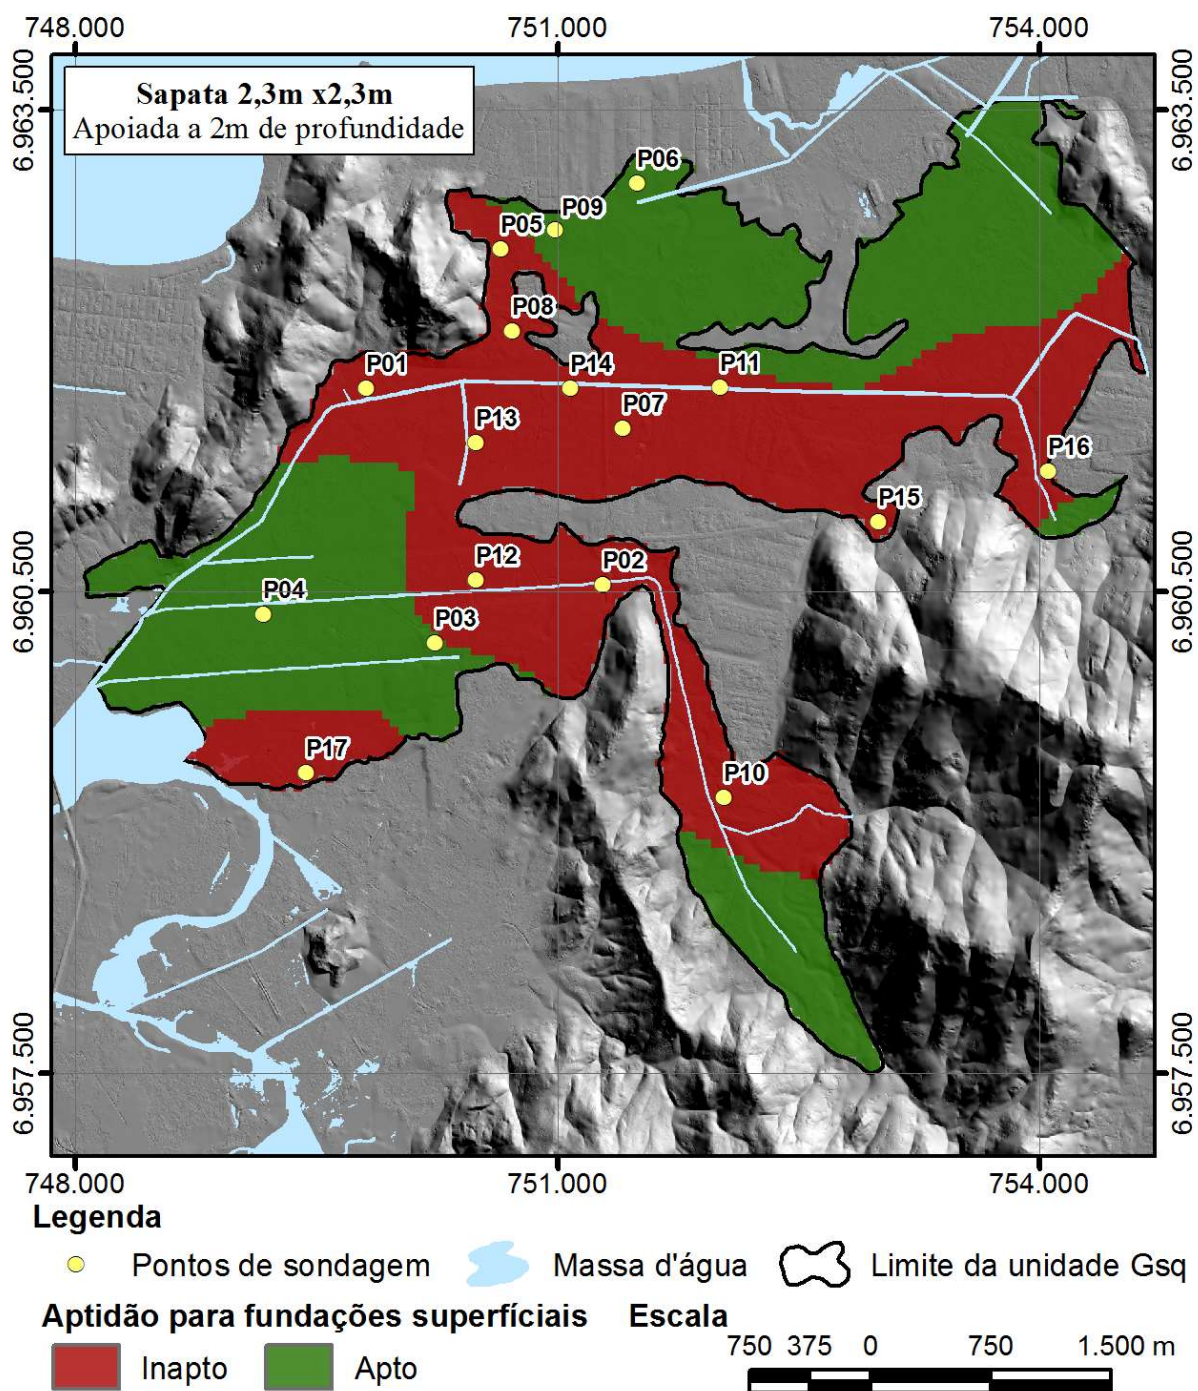 748.000 751.000 754.000
Sapata 2,3m x2,3m
Apoiada a 2m de profundidade
6.963.500
6.963.500
P06
P09
P05
P08
P01
P14
P11
P07
P13
P16
P15
P12
P02
6.960.500
6.960.500
P04
P03
P17
P10
6.957.500
6.957.500
748.000 751.000 754.000
Legenda
Pontos de sondagem Massa d'água Limite da unidade Gsq
Aptidão para fundações superfíciais Escala
Inapto Apto
750 375 0 750 1.500 m